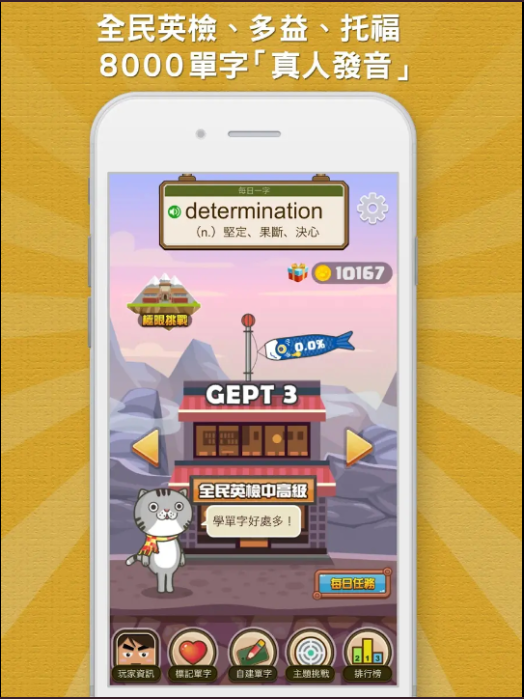 全民英檢、多益、托福
8000單字「真人發音」
每日一字
determination
（n.）堅定、果斷、決心
10167
極限挑戰
0.0%
GEPT 3
全民英檢中高級
學單字好處多！
每日任務
2 1 3
玩家資訊
標記單字
自建單字
主題挑戰
排行榜